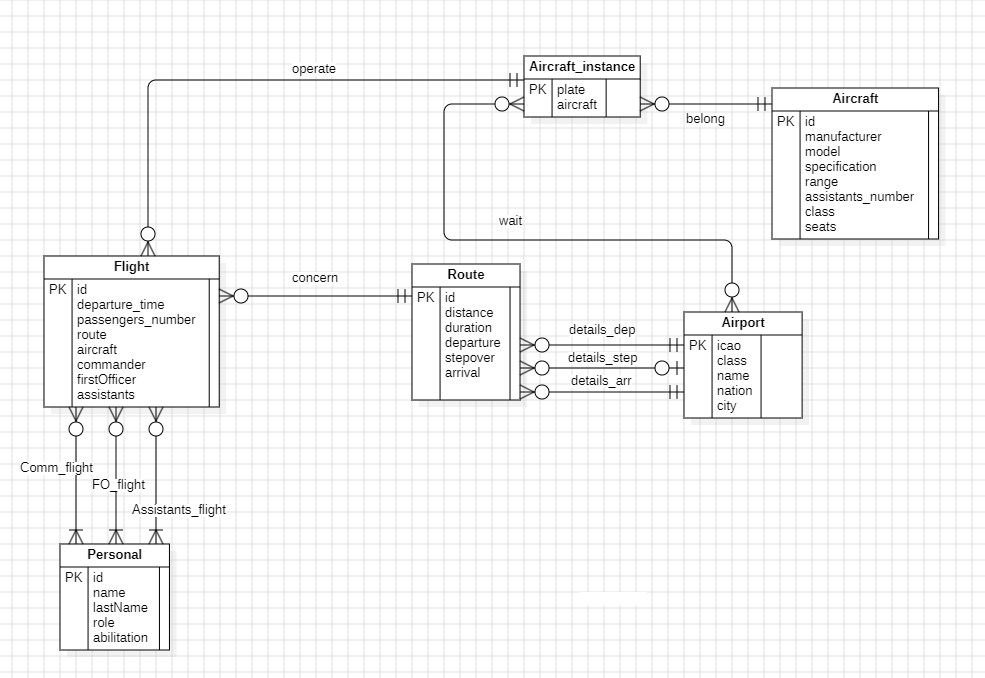 operate
Aircraft_instance
PK plate
aircraft
belong
Aircraft
PK id
manufacturer
model
specification
range
assistants_number
class
seats
wait
Flight
PK id
departure_time
passengers_number
route
aircraft
commander
firstOfficer
assistants
concern
Route
PK id
distance
duration
departure
stepover
arrival
details_dep
details_step
details_arr
Airport
PK icao
class
name
nation
city
Comm_flight
FO_flight
Assistants_flight
Personal
PK id
name
lastName
role
abilitation